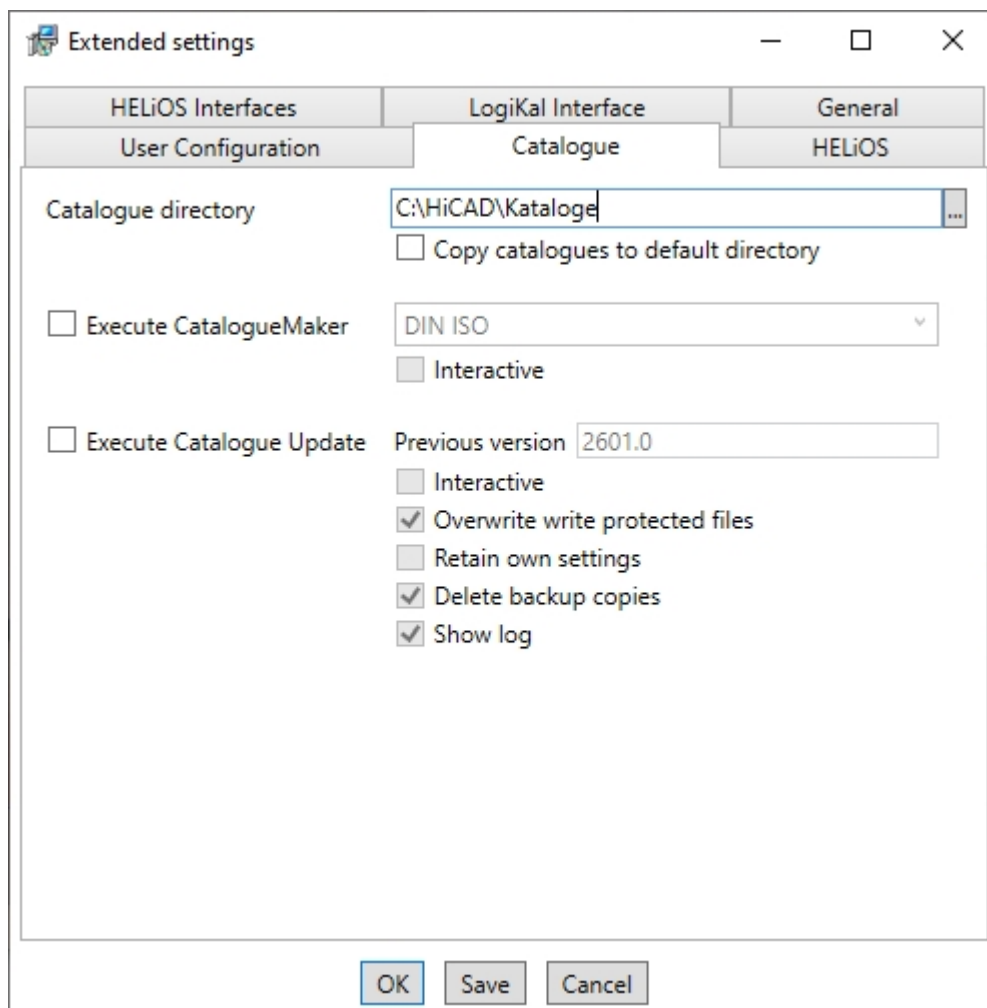 Extended settings
HELiOS Interfaces LogiKal Interface General
User Configuration Catalogue HELiOS
Catalogue directory C:\HiCAD\Kataloge ...
Copy catalogues to default directory
Execute CatalogueMaker DIN ISO
Interactive
Execute Catalogue Update Previous version 2601.0
Interactive
Overwrite write protected files
Retain own settings
Delete backup copies
Show log
OK Save Cancel